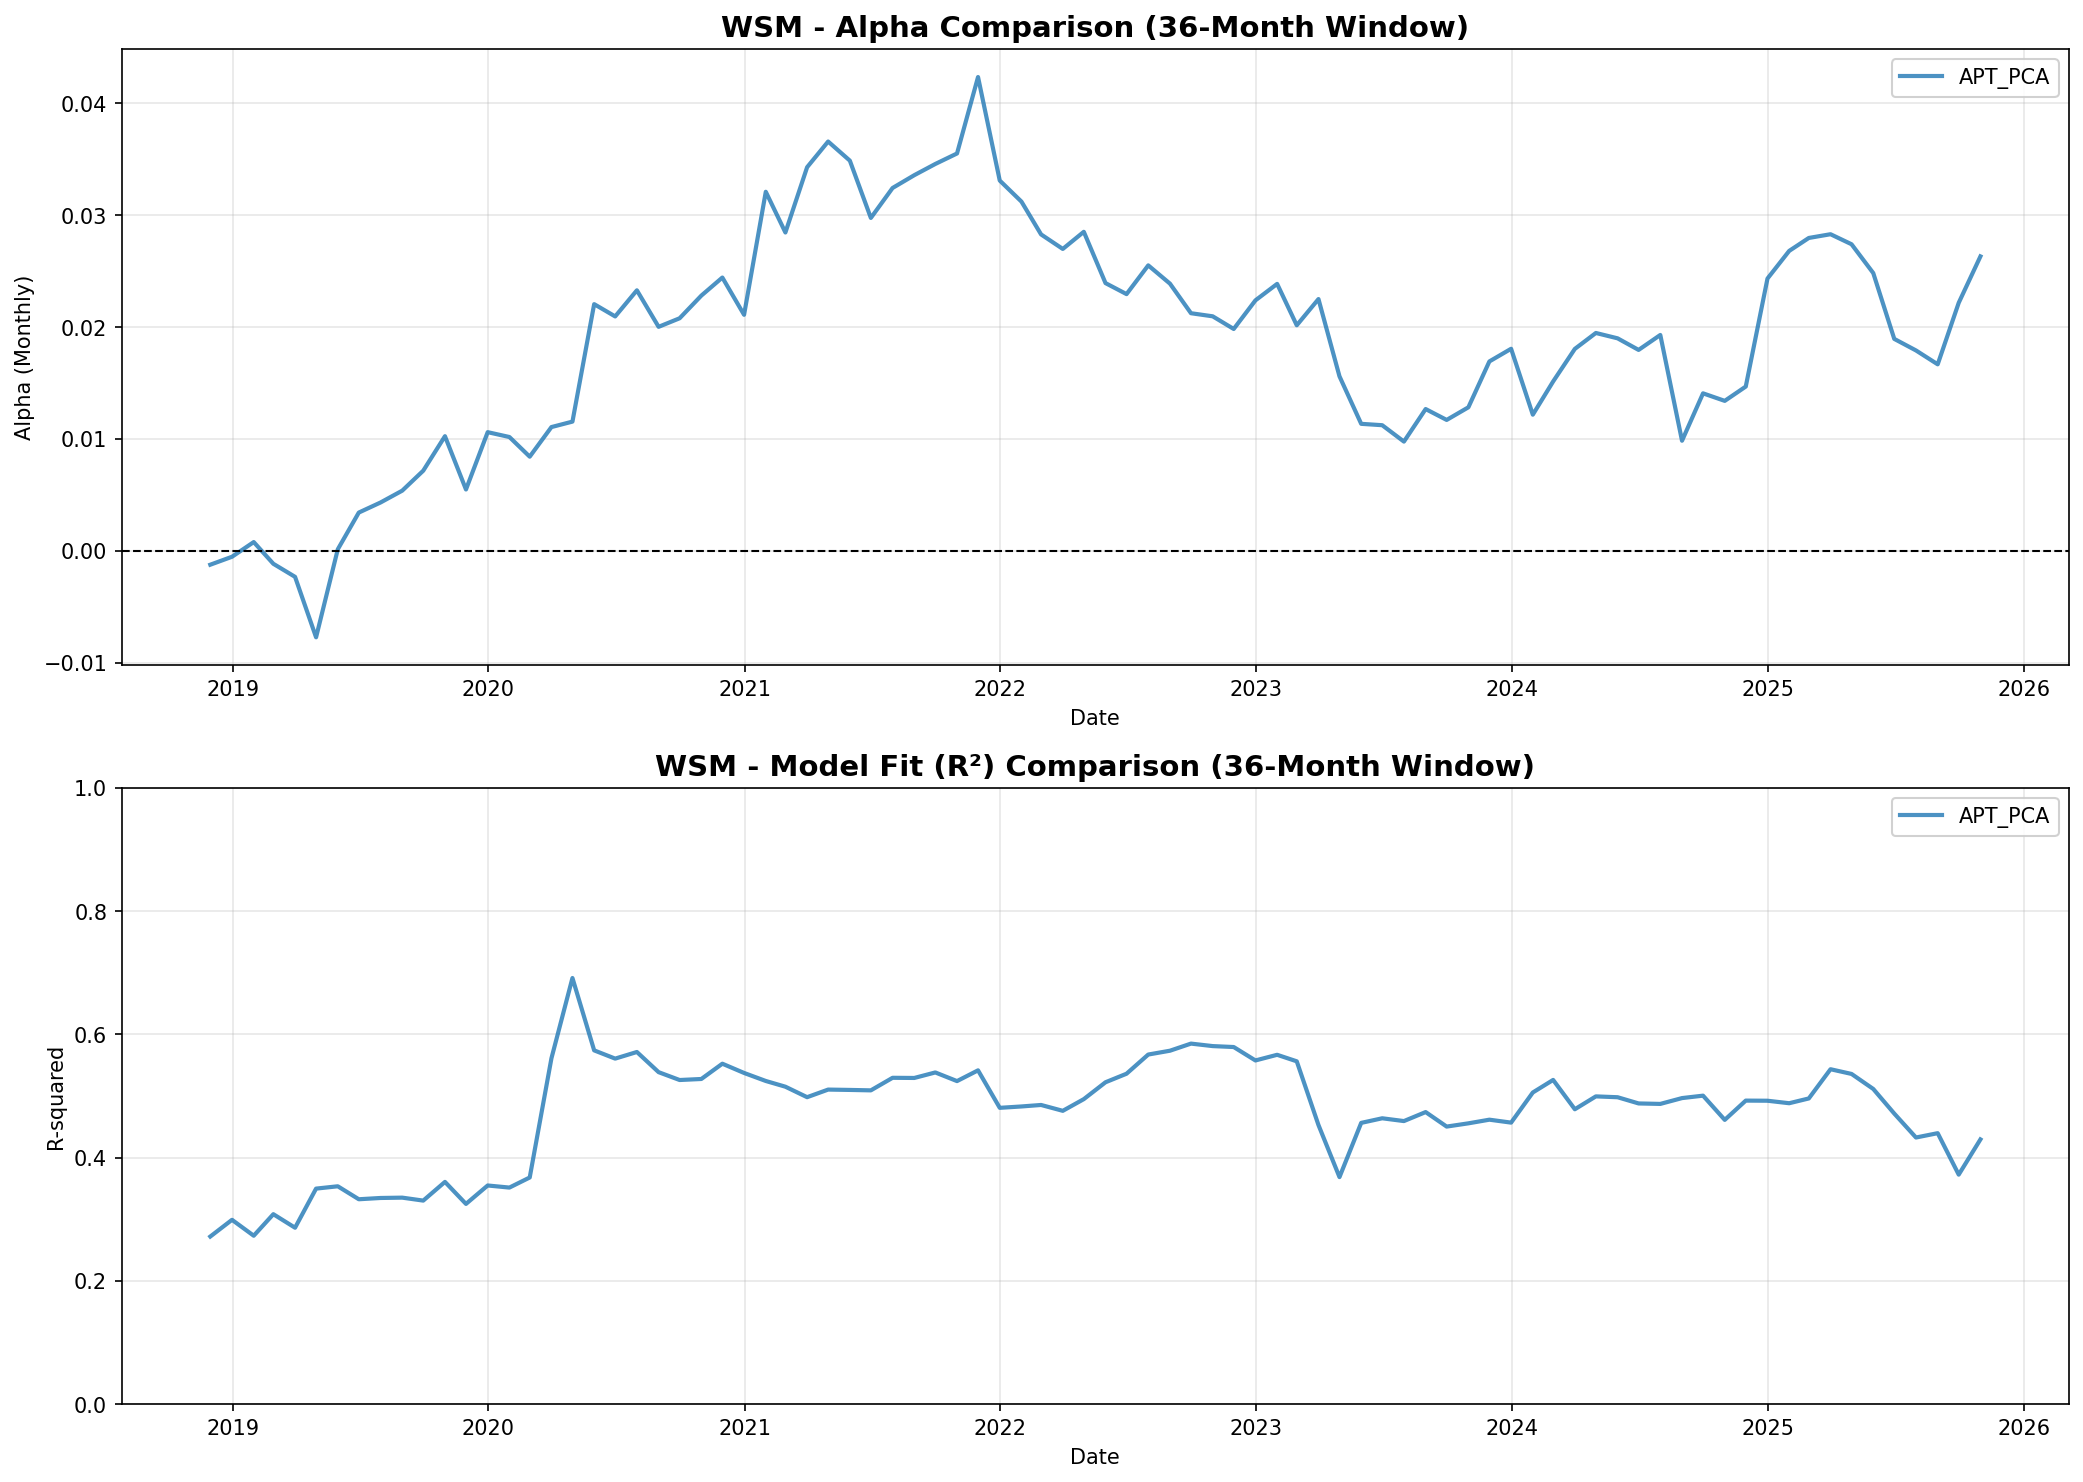 WSM - Alpha Comparison (36-Month Window)
APT_PCA
0.04
0.03
0.02
0.01
0.00
−0.01
Alpha (Monthly)
2019 2020 2021 2022 2023 2024 2025 2026
Date
WSM - Model Fit (R²) Comparison (36-Month Window)
APT_PCA
1.0
0.8
0.6
0.4
0.2
0.0
R-squared
2019 2020 2021 2022 2023 2024 2025 2026
Date